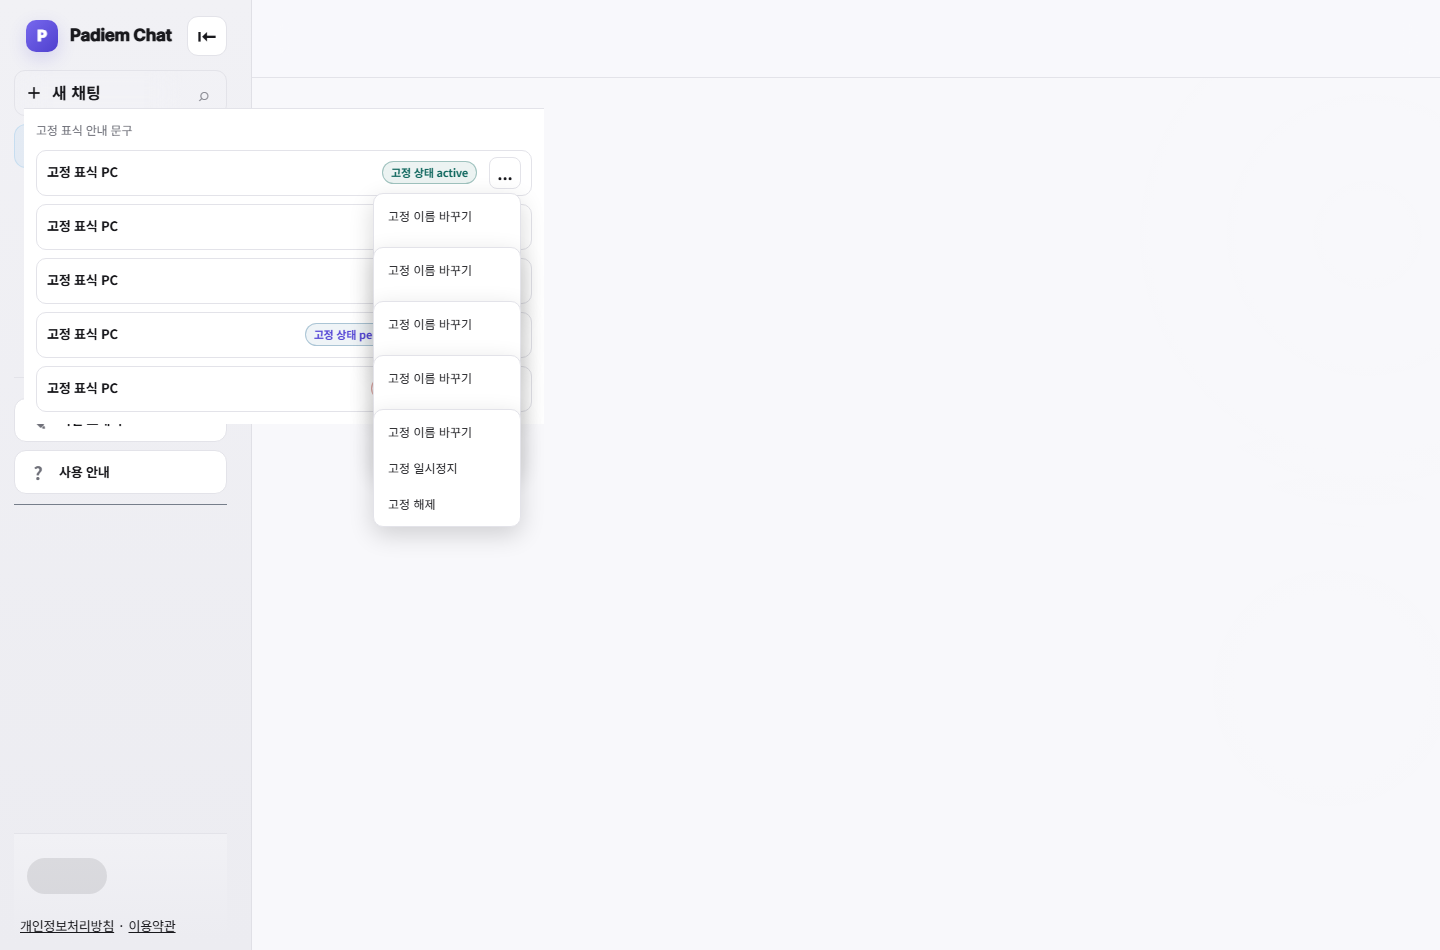 P Padiem Chat
+ 새 채팅
고정 표식 안내 문구
고정 표식 PC 고정 상태 active ...
고정 이름 바꾸기
고정 표식 PC
고정 이름 바꾸기
고정 표식 PC
고정 이름 바꾸기
고정 표식 PC 고정 상태 pe
고정 이름 바꾸기
고정 표식 PC
고정 이름 바꾸기
고정 일시정지
고정 해제
? 사용 안내
개인정보처리방침 · 이용약관